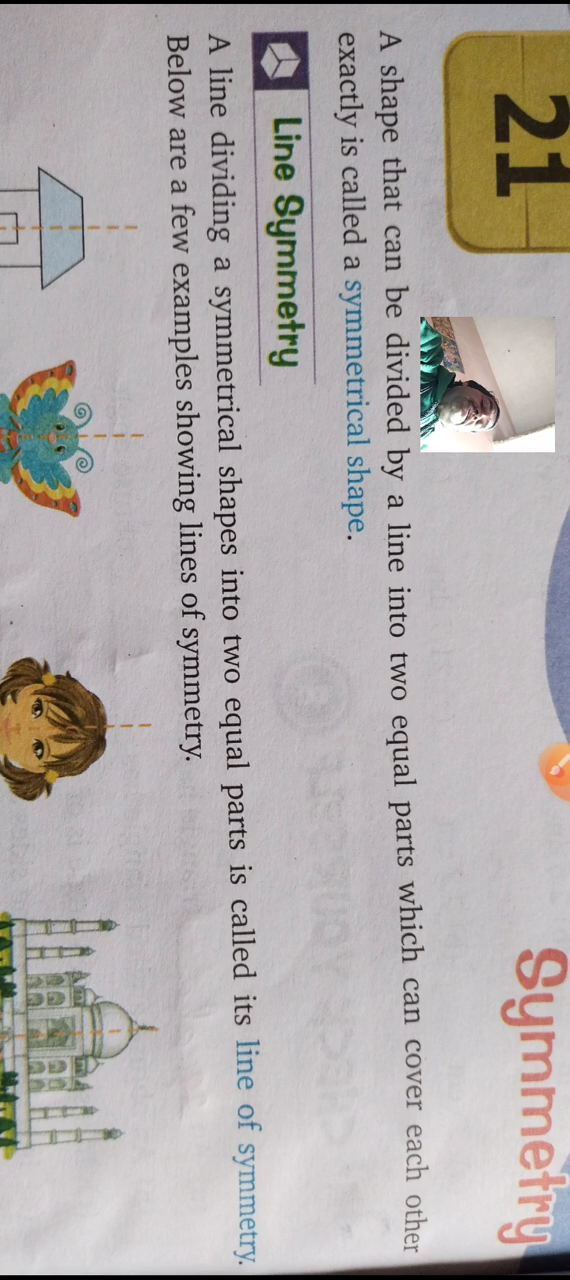 21
Symmetry
A shape that can be divided by a line into two equal parts which can cover each other
exactly is called a symmetrical shape.
Line Symmetry
A line dividing a symmetrical shapes into two equal parts is called its line of symmetry.
Below are a few examples showing lines of symmetry.